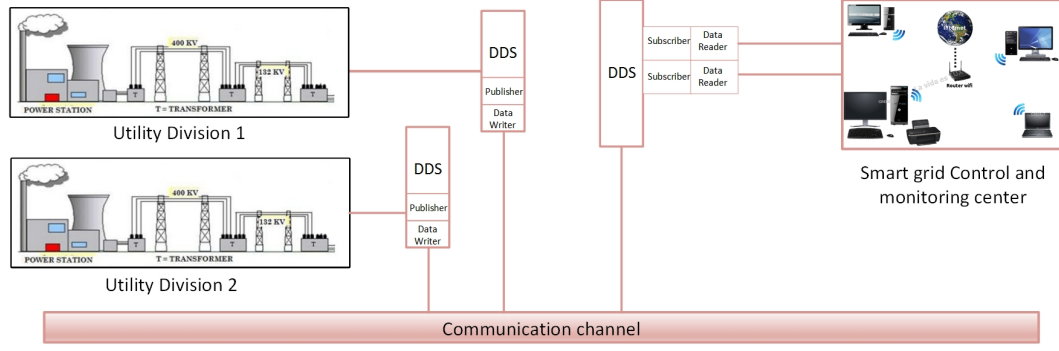 400 KV
132 KV
T
T
T
POWER STATION
T = TRANSFORMER
Utility Division 1
DDS
Publisher
Data
Writer
400 KV
132 KV
T
T
T
POWER STATION
T = TRANSFORMER
Utility Division 2
DDS
Publisher
Data
Writer
DDS
Subscriber
Data
Reader
Subscriber
Data
Reader
Router wifi
Smart grid Control and
monitoring center
Communication channel